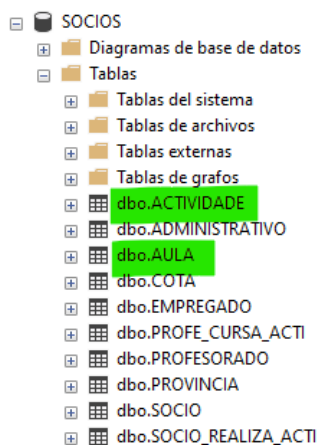 SOCIOS
Diagramas de base de datos
Tablas
Tablas del sistema
Tablas de archivos
Tablas externas
Tablas de grafos
dbo.ACTIVIDADE
dbo.ADMINISTRATIVO
dbo.AULA
dbo.COTA
dbo.EMPREGADO
dbo.PROFE_CURSA_ACTI
dbo.PROFESORADO
dbo.PROVINCIA
dbo.SOCIO
dbo.SOCIO_REALIZA_ACTI